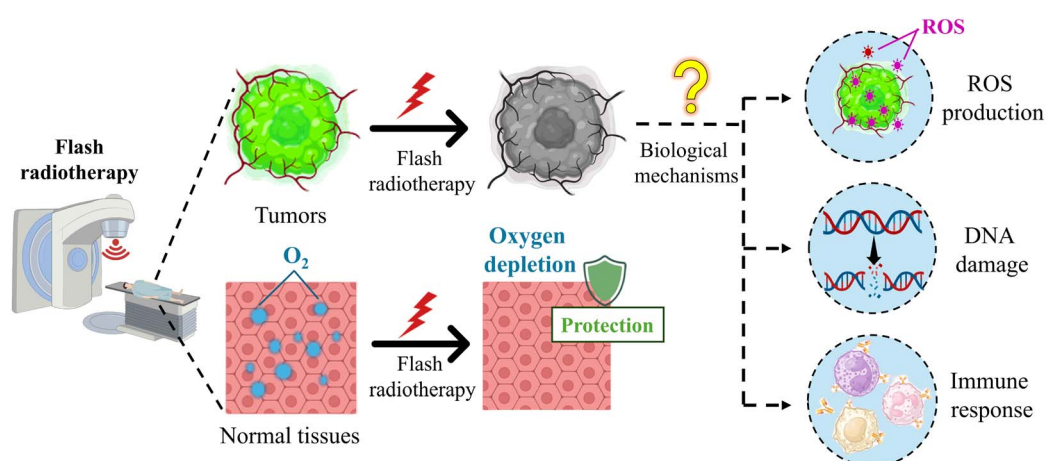 Flash
radiotherapy
Tumors
Flash
radiotherapy
?
Biological
mechanisms
ROS
ROS
production
DNA
damage
Immune
response
O₂
Normal tissues
Flash
radiotherapy
Oxygen
depletion
Protection